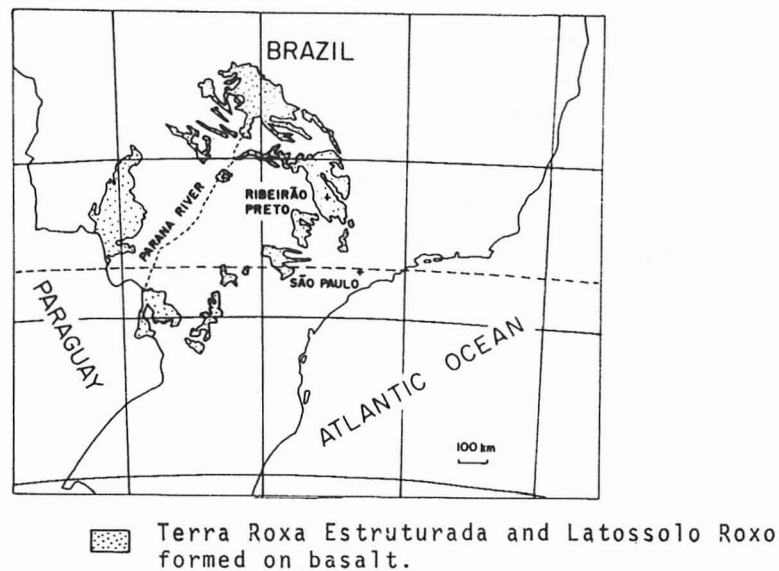 BRAZIL
PARANA RIVER
RIBEIRÃO
PRETO
SÃO PAULO
PARAGUAY
ATLANTIC OCEAN
100 km
Terra Roxa Estruturada and Latossolo Roxo
formed on basalt.